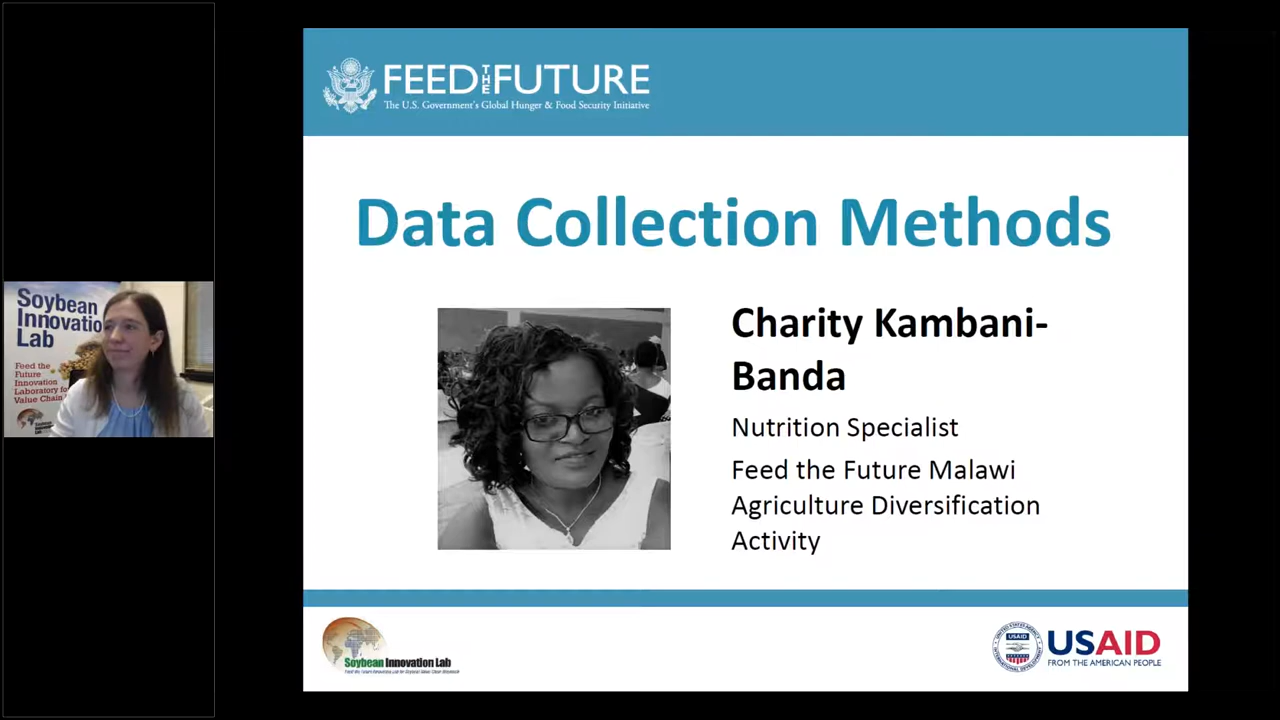 FEED THE FUTURE
The U.S. Government's Global Hunger & Food Security Initiative
Data Collection Methods
Charity Kambani-
Banda
Nutrition Specialist
Feed the Future Malawi
Agriculture Diversification
Activity
Soybean
Innovatio
Lab
Feed the
Future
Innovation
Laboratory fo
Value Chain
Soybean Innovation Lab
USAID
USAID
FROM THE AMERICAN PEOPLE